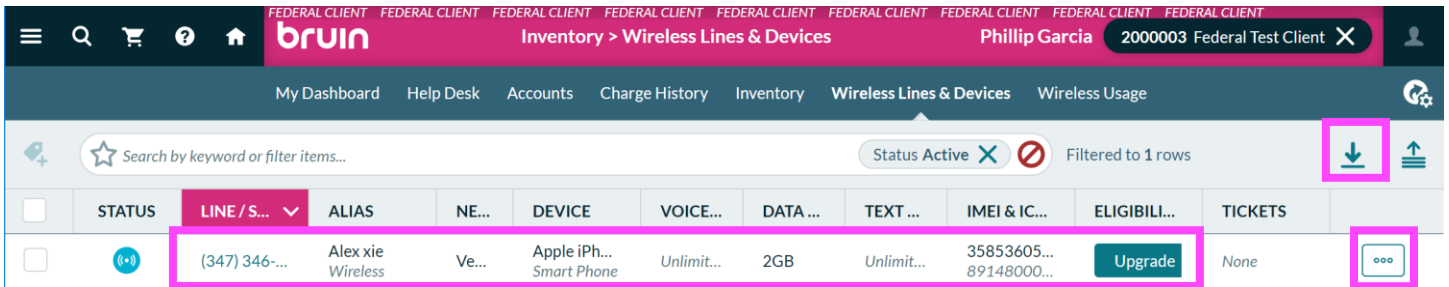 FEDERAL CLIENT FEDERAL CLIENT FEDERAL CLIENT FEDERAL CLIENT FEDERAL CLIENT FEDERAL CLIENT FEDERAL CLIENT FEDERAL CLIENT FEDERAL CLIENT
bruin Inventory > Wireless Lines & Devices Phillip Garcia 2000003 Federal Test Client
My Dashboard Help Desk Accounts Charge History Inventory Wireless Lines & Devices Wireless Usage
Search by keyword or filter items... Status Active Filtered to 1 rows
STATUS LINE / S... ALIAS NE... DEVICE VOICE... DATA ... TEXT ... IMEI & IC... ELIGIBILI... TICKETS
(347) 346-... Alex xie Ve... Apple iPh... Unlimit... 2GB Unlimit... 35853605... Upgrade None
Wireless Smart Phone 89148000...